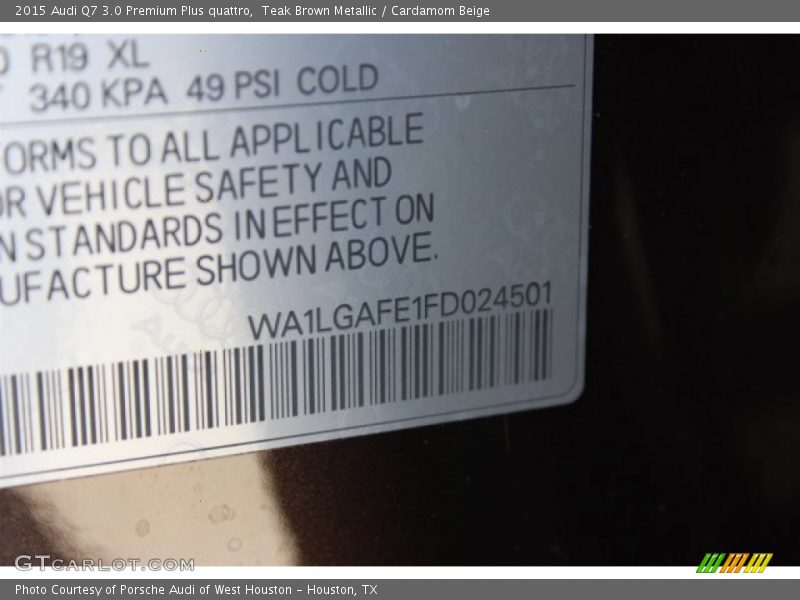 2015 Audi Q7 3.0 Premium Plus quattro, Teak Brown Metallic / Cardamom Beige
R19 XL
340 KPA 49 PSI COLD
ORMS TO ALL APPLICABLE
OR VEHICLE SAFETY AND
N STANDARDS IN EFFECT ON
UFACTURE SHOWN ABOVE.
WA1LGAFE1FD024501
GTCARLOT.COM
Photo Courtesy of Porsche Audi of West Houston - Houston, TX